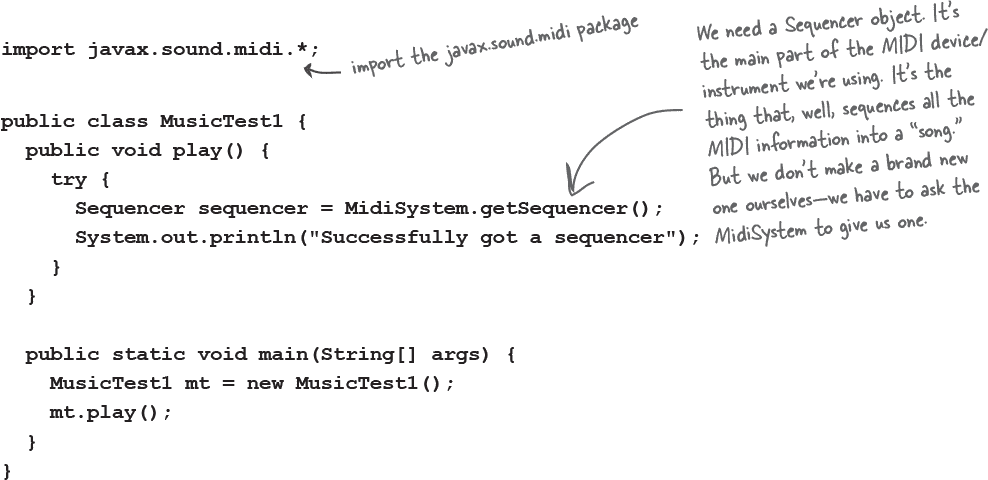 import javax.sound.midi.*;
import the javax.sound.midi package
public class MusicTest1 {
public void play() {
try {
Sequencer sequencer = MidiSystem.getSequencer();
System.out.println("Successfully got a sequencer");
}
}
public static void main(String[] args) {
MusicTest1 mt = new MusicTest1();
mt.play();
}
}
We need a Sequencer object. It's
the main part of the MIDI device/
instrument we're using. It's the
thing that, well, sequences all the
MIDI information into a “song.”
But we don't make a brand new
one ourselves—we have to ask the
MidiSystem to give us one.